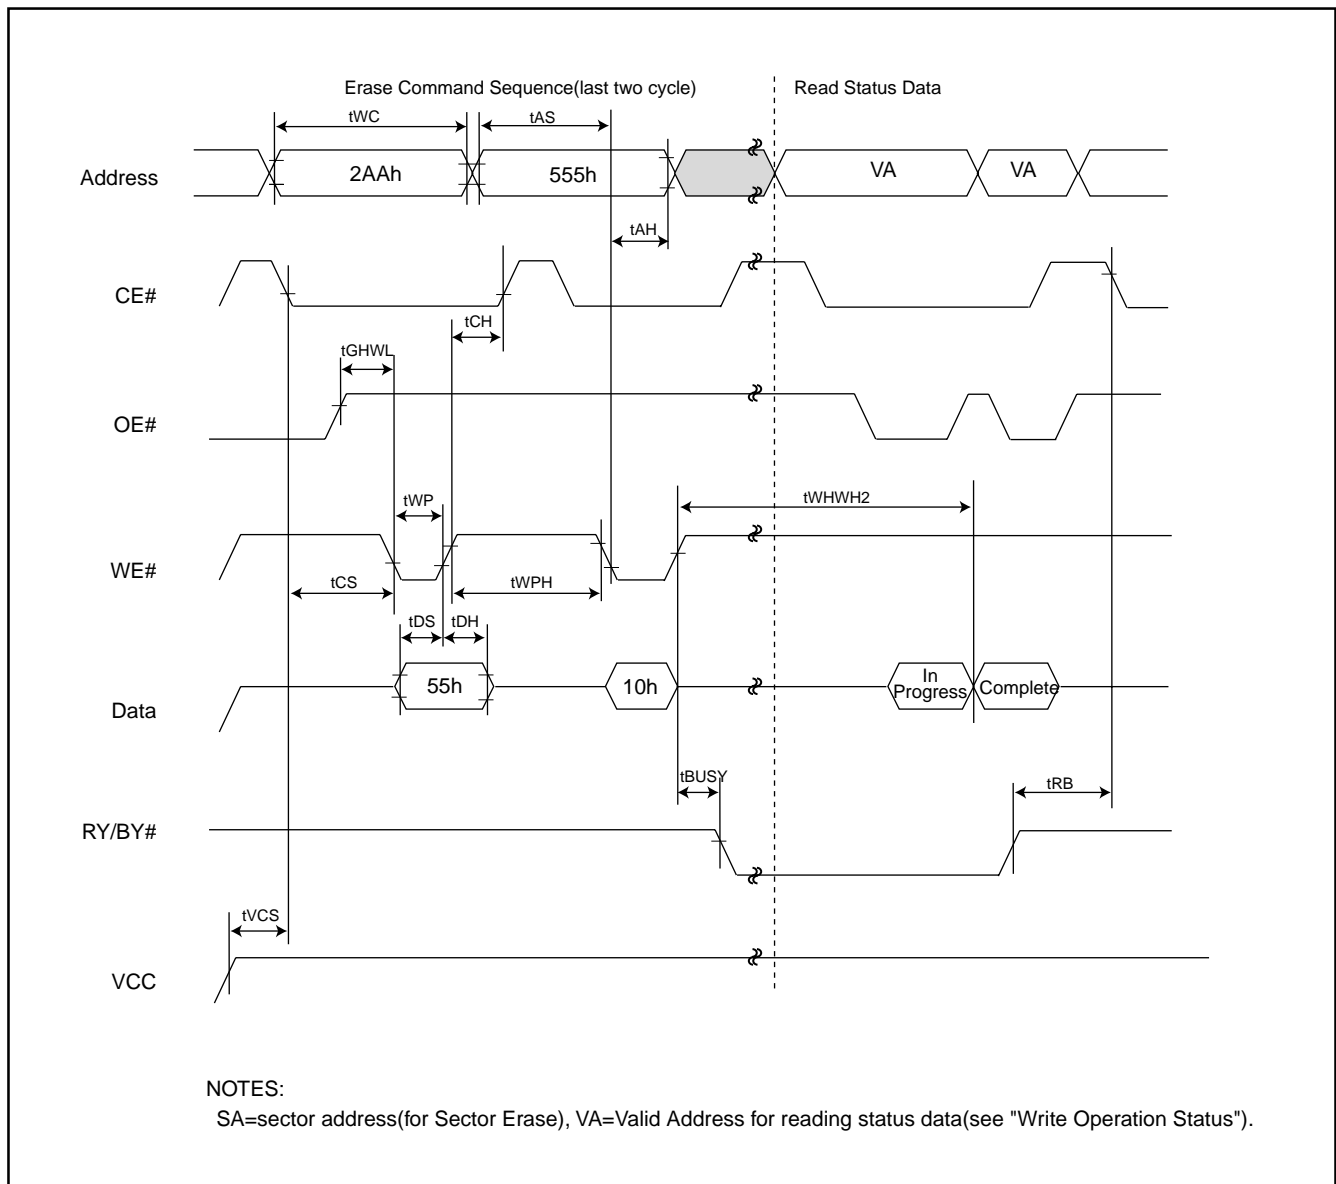 Erase Command Sequence(last two cycle)
Read Status Data
tWC
tAS
Address
2AAh
555h
VA
VA
tAH
CE#
tCH
tGHWL
OE#
tWP
tWHWH2
WE#
tCS
tWPH
tDS
tDH
Data
55h
10h
In
Progress
Complete
tBUSY
tRB
RY/BY#
tVCS
VCC
NOTES:
SA=sector address(for Sector Erase), VA=Valid Address for reading status data(see "Write Operation Status").